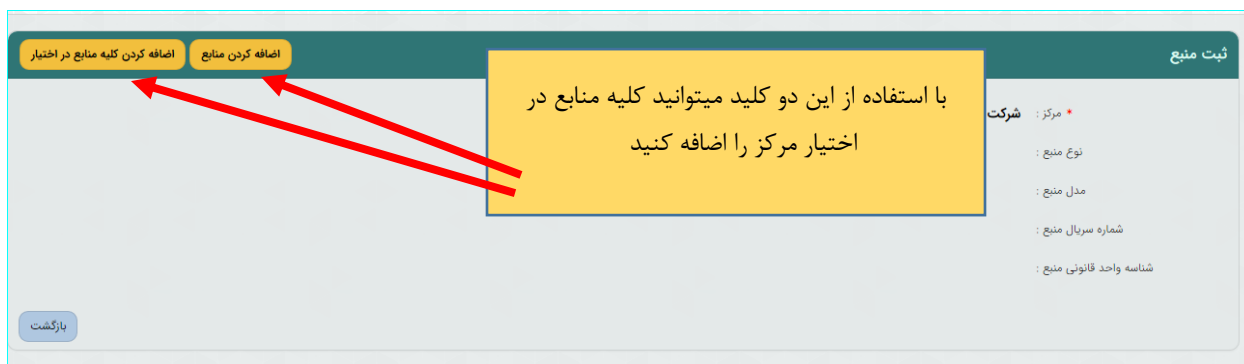 ثبت منبع
اضافه کردن منابع
اضافه کردن کلیه منابع در اختیار
با استفاده از این دو کلید میتوانید کلیه منابع در
اختیار مرکز را اضافه کنید
* مرکز : شرکت
نوع منبع :
مدل منبع :
شماره سریال منبع :
شناسه واحد قانونی منبع :
بازگشت